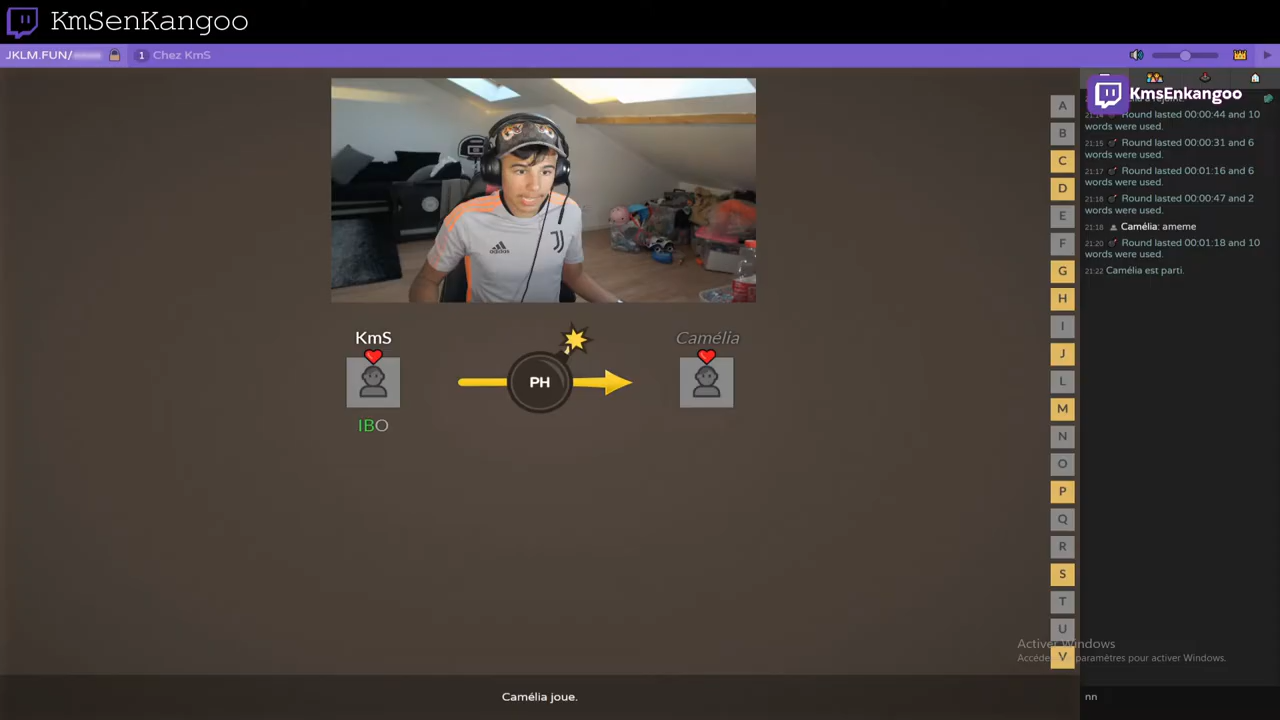 KmSenKangoo
JKLM.FUN/
1 Chez KmS
KmsEnkangoo
21:14 Round lasted 00:00:44 and 10
words were used.
21:15 Round lasted 00:00:31 and 6
words were used.
21:17 Round lasted 00:01:16 and 6
words were used.
21:18 Round lasted 00:00:47 and 2
words were used.
21:18 Camélia: ameme
21:20 Round lasted 00:01:18 and 10
words were used.
21:22 Camélia est parti.
KmS
Camélia
PH
IBO
A
B
C
D
E
F
G
H
I
J
L
M
N
O
P
Q
R
S
T
U
V
Activer Windows
Accédez paramètres pour activer Windows.
Camélia joue.
nn